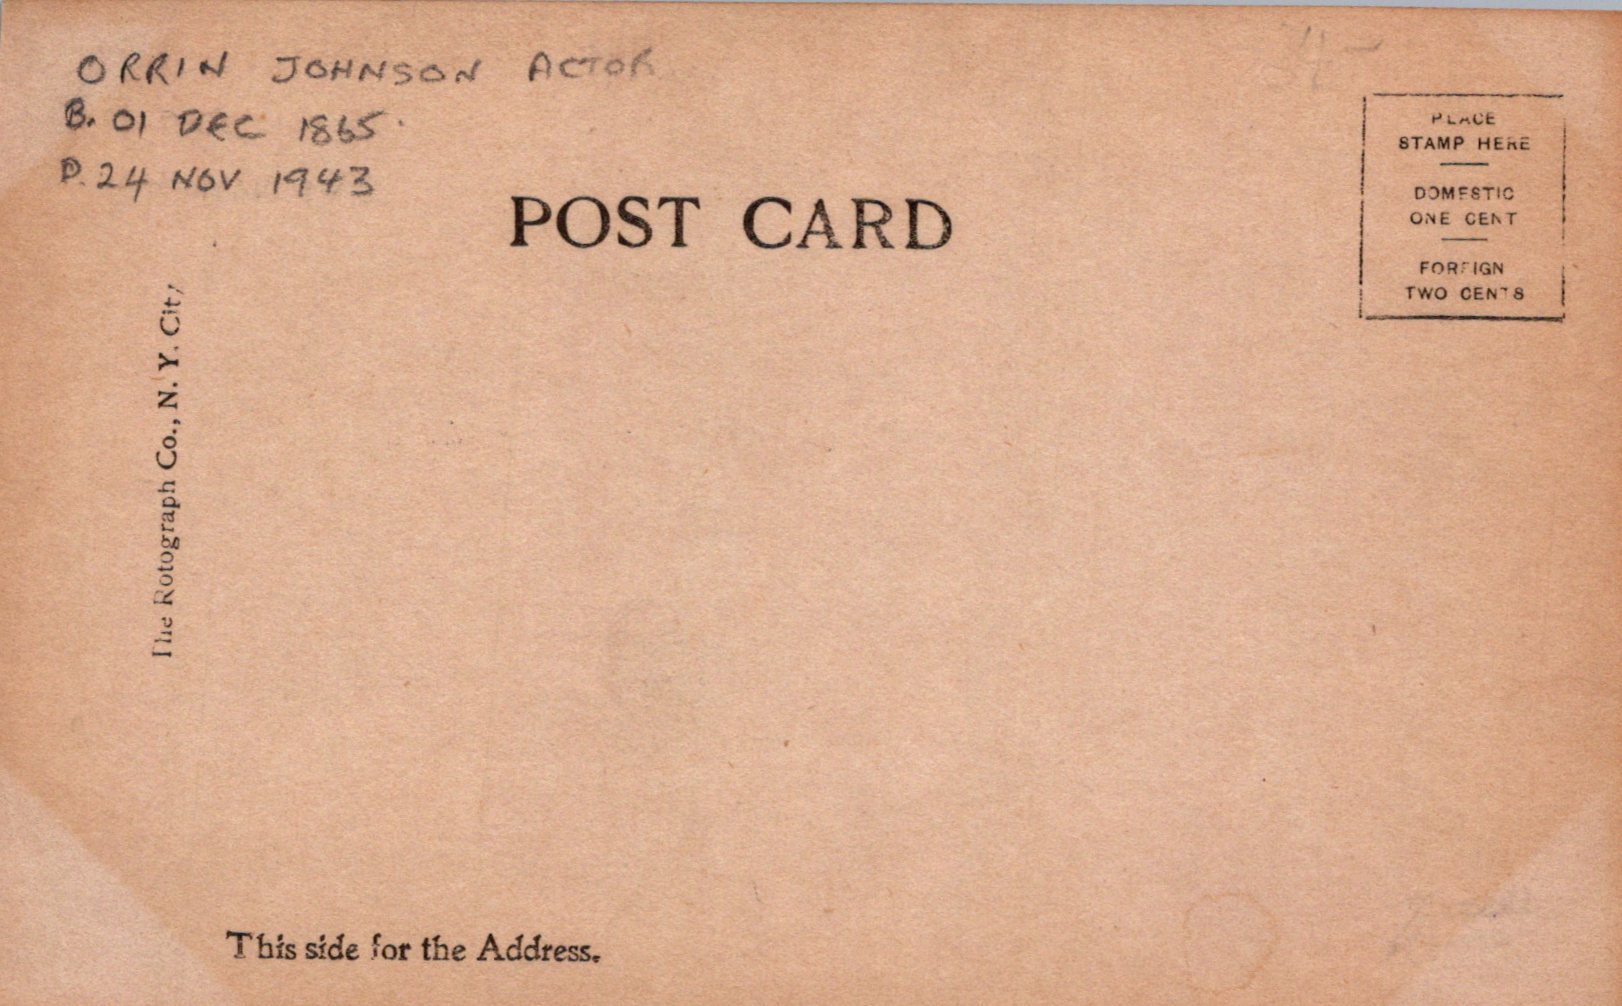 ORRIN JOHNSON ACTOR
B. 01 DEC 1865.
D. 24 NOV 1943
POST CARD
PLACE
STAMP HERE
DOMESTIC
ONE CENT
FOREIGN
TWO CENTS
The Rotograph Co., N. Y. City
This side for the Address.